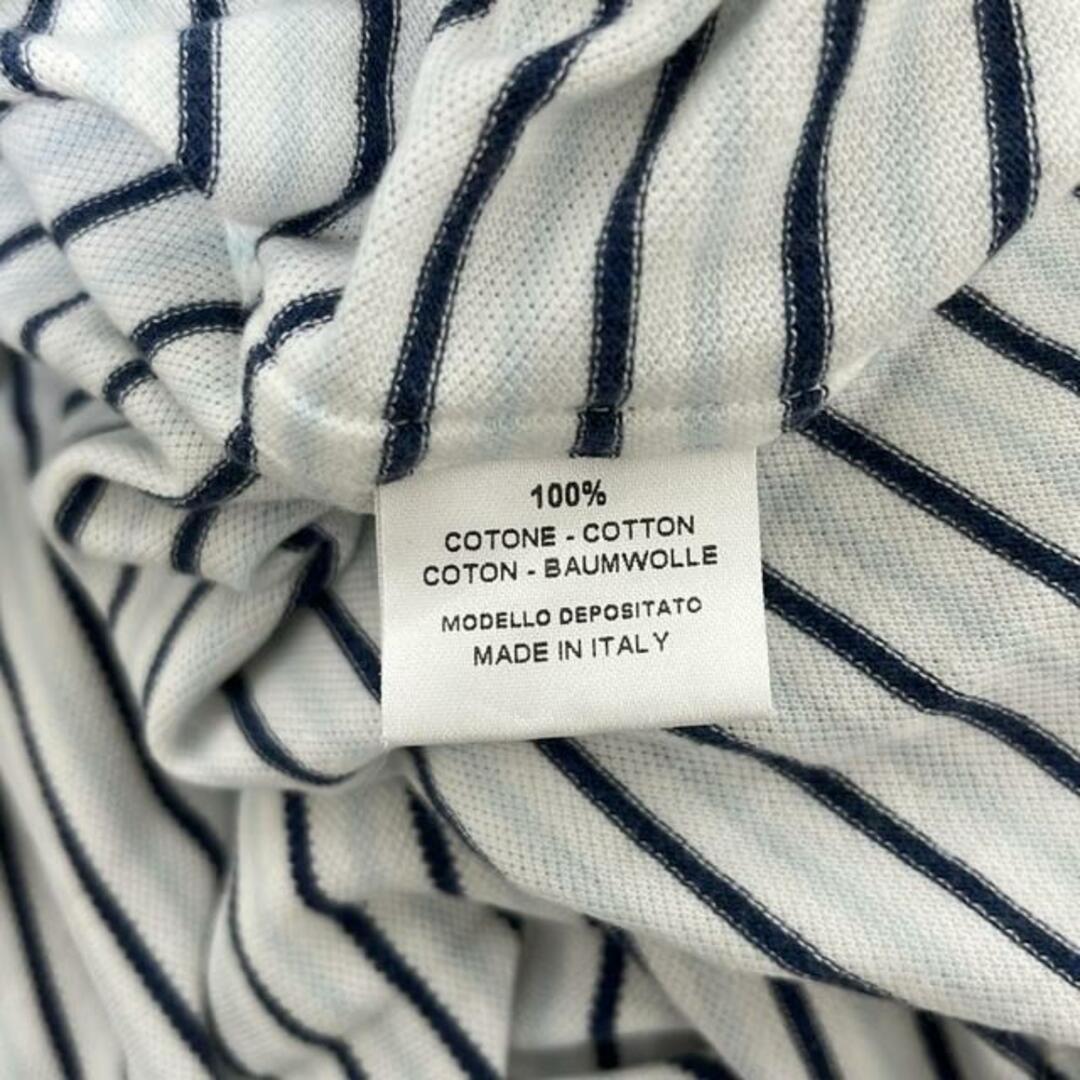 100%
COTONE - COTTON
COTON - BAUMWOLLE
MODELLO DEPOSITATO
MADE IN ITALY